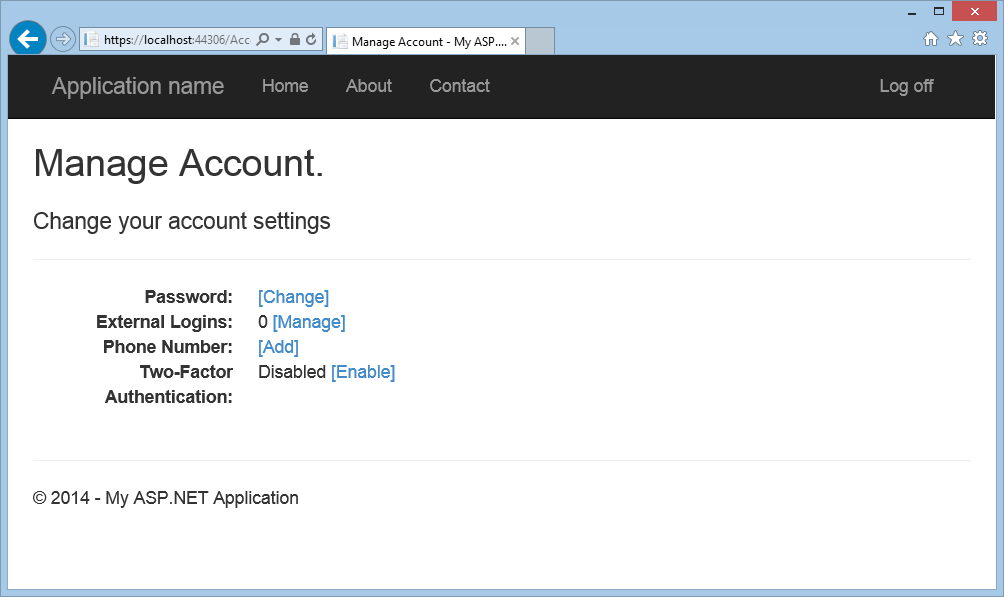 https://localhost:44306/Acc
Manage Account - My ASP....
Application name Home About Contact Log off
Manage Account.
Change your account settings
Password: [Change]
External Logins: 0 [Manage]
Phone Number: [Add]
Two-Factor Disabled [Enable]
Authentication:
© 2014 - My ASP.NET Application